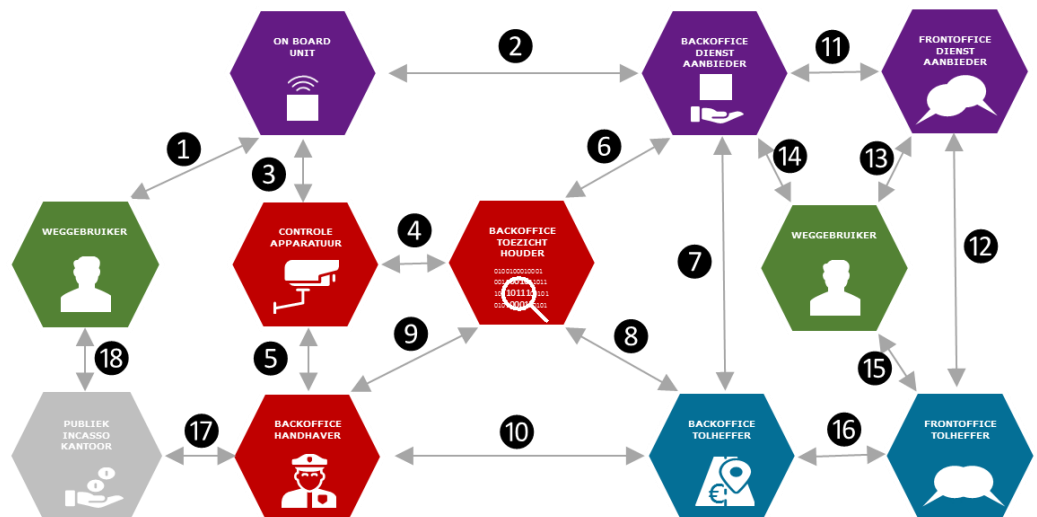 ON BOARD
UNIT
2
BACKOFFICE
DIENST
AANBIEDER
11
FRONTOFFICE
DIENST
AANBIEDER
1
3
6
14
13
WEGGEBRUIKER
CONTROLE
APPARATUUR
4
BACKOFFICE
TOEZICHT
HOUDER
7
WEGGEBRUIKER
12
5
9
8
15
18
PUBLIEK
INCASSO
KANTOOR
17
BACKOFFICE
HANDHAVER
10
BACKOFFICE
TOLHEFFER
€
16
FRONTOFFICE
TOLHEFFER